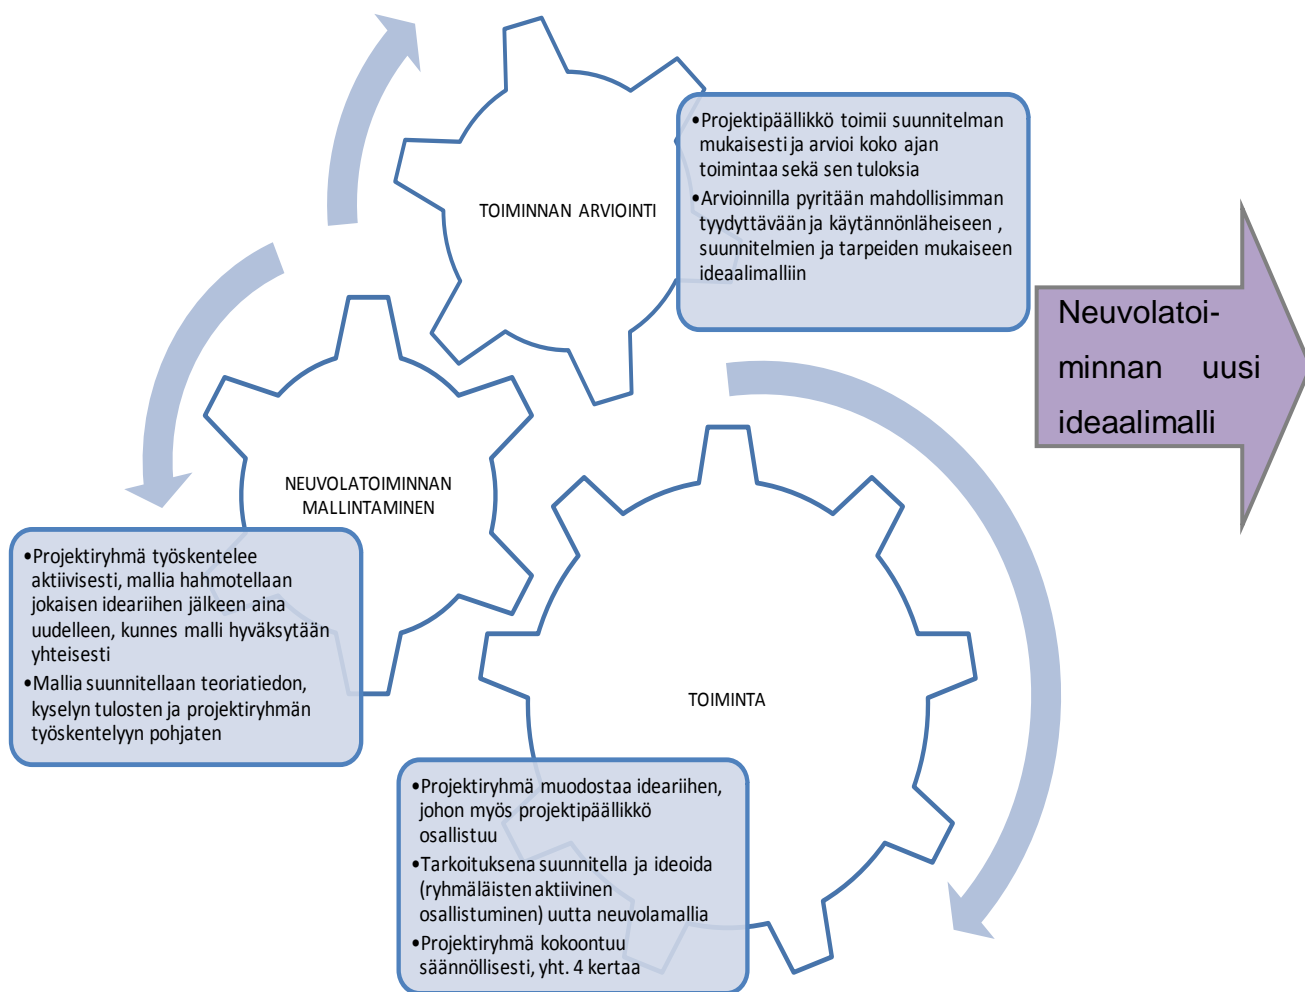 TOIMINNAN ARVIOINTI
•Projektipäällikkö toimii suunnitelman
mukaisesti ja arvioi koko ajan
toimintaa sekä sen tuloksia
•Arvioinnilla pyritään mahdollisimman
tyydyttävään ja käytännönläheiseen ,
suunnitelmien ja tarpeiden mukaiseen
ideaalimalliin
Neuvolatoi-
minnan uusi
ideaalimalli
NEUVOLATOIMINNAN
MALLINTAMINEN
•Projektiryhmä työskentelee
aktiivisesti, mallia hahmotellaan
jokaisen ideariihen jälkeen aina
uudelleen, kunnes malli hyväksytään
yhteisesti
•Mallia suunnitellaan teoriatiedon,
kyselyn tulosten ja projektiryhmän
työskentelyyn pohjaten
TOIMINTA
•Projektiryhmä muodostaa ideariihen,
johon myös projektipäällikkö
osallistuu
•Tarkoituksena suunnitella ja ideoida
(ryhmäläisten aktiivinen
osallistuminen) uutta neuvolamallia
•Projektiryhmä kokoontuu
säännöllisesti, yht. 4 kertaa